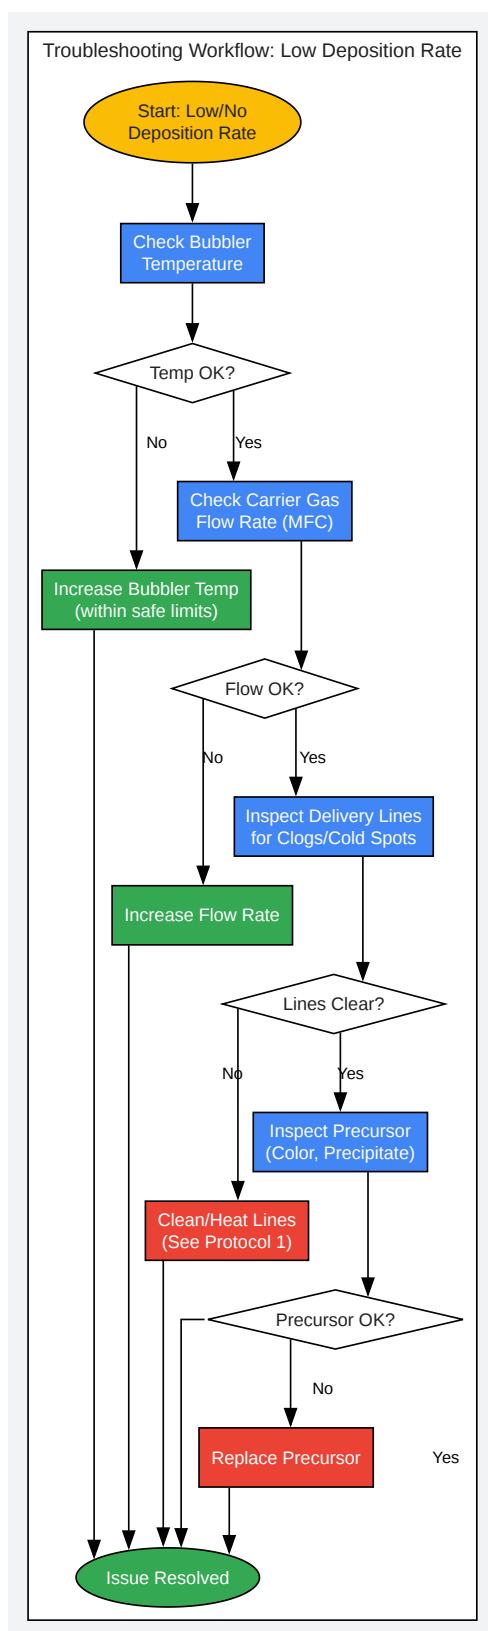 Troubleshooting Workflow: Low Deposition Rate
Start: Low/No
Deposition Rate
Check Bubbler
Temperature
Temp OK?
No
Yes
Check Carrier Gas
Flow Rate (MFC)
Increase Bubbler Temp
(within safe limits)
Flow OK?
No
Yes
Inspect Delivery Lines
for Clogs/Cold Spots
Increase Flow Rate
Lines Clear?
No
Yes
Inspect Precursor
(Color, Precipitate)
Clean/Heat Lines
(See Protocol 1)
Precursor OK?
No
Replace Precursor
Yes
Issue Resolved